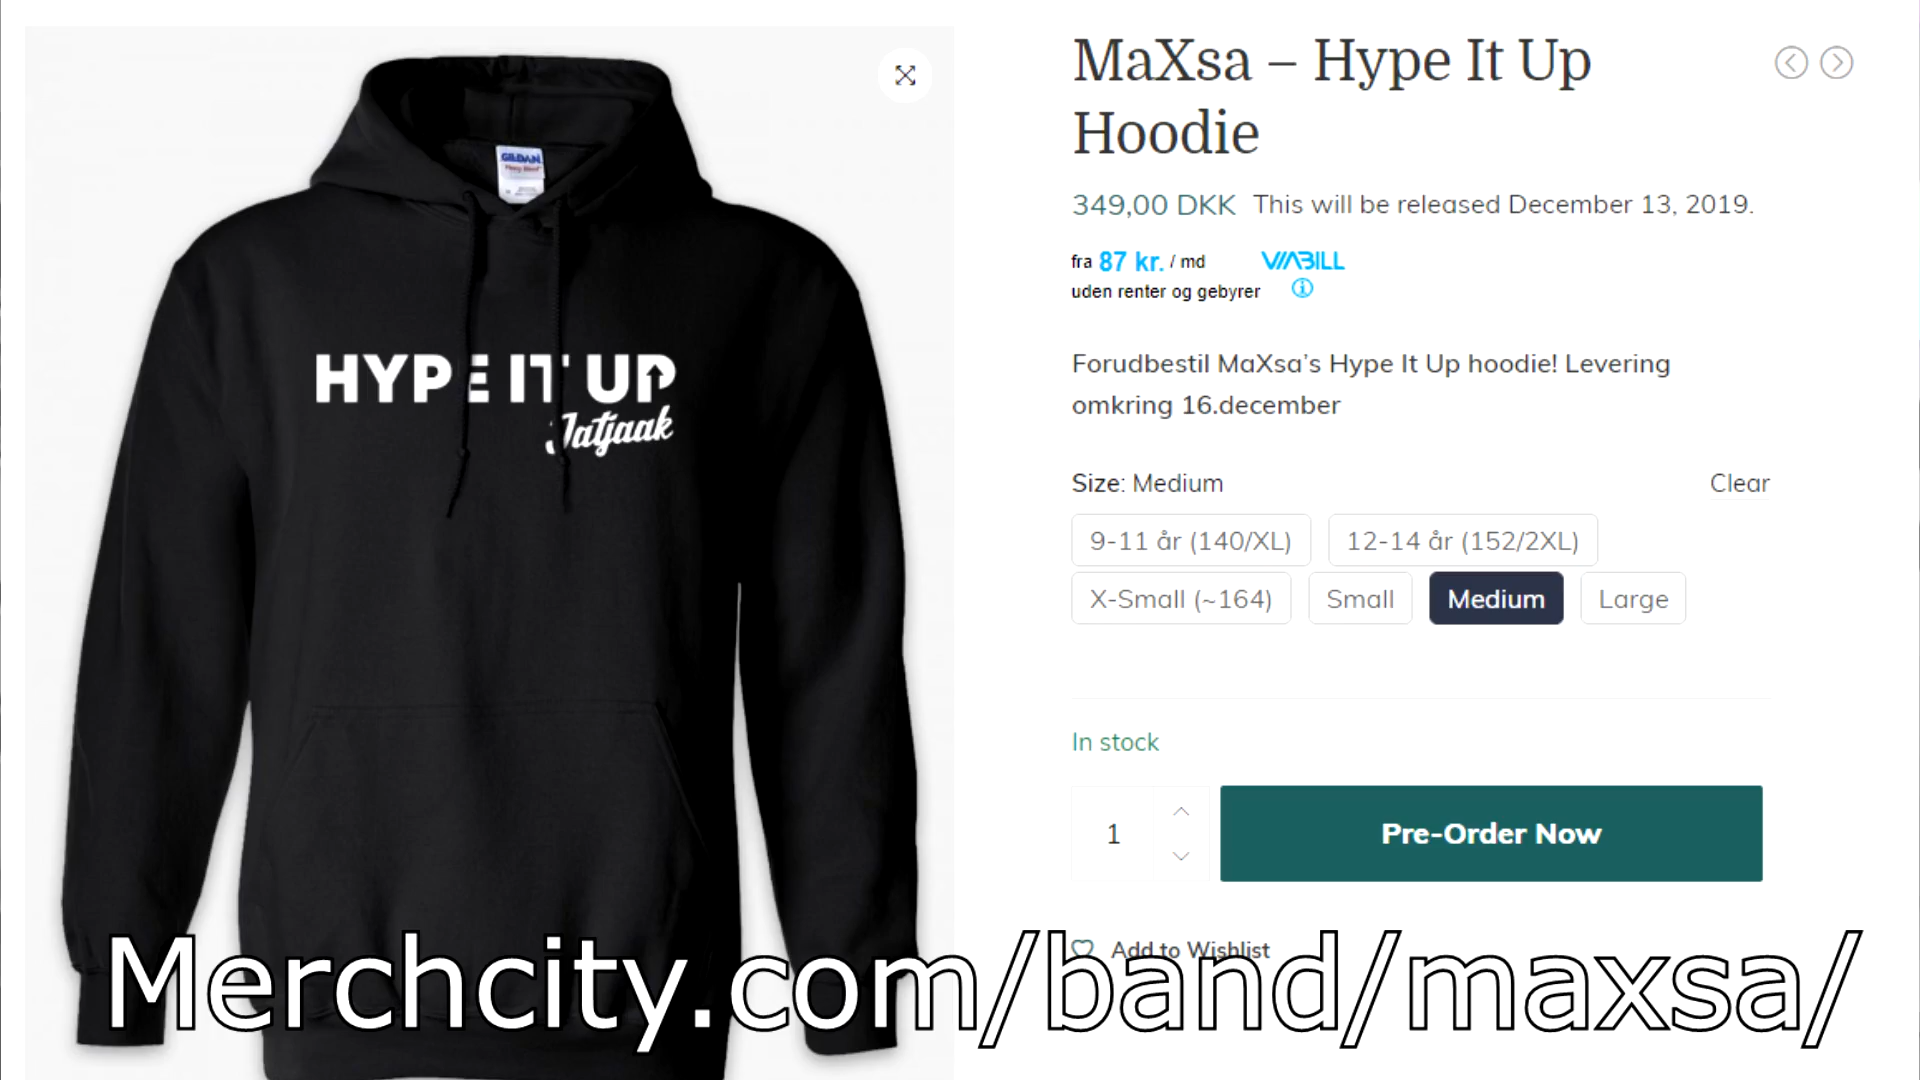 GILDAN
Heavy Blend
HYPE IT UP
Jatjaak
MaXsa – Hype It Up
Hoodie
349,00 DKK This will be released December 13, 2019.
fra 87 kr. / md VIABILL
uden renter og gebyrer
Forudbestil MaXsa’s Hype It Up hoodie! Levering
omkring 16.december
Size: Medium Clear
9-11 år (140/XL) 12-14 år (152/2XL)
X-Small (~164) Small Medium Large
In stock
1 Pre-Order Now
Add to Wishlist
Merchcity.com/band/maxsa/